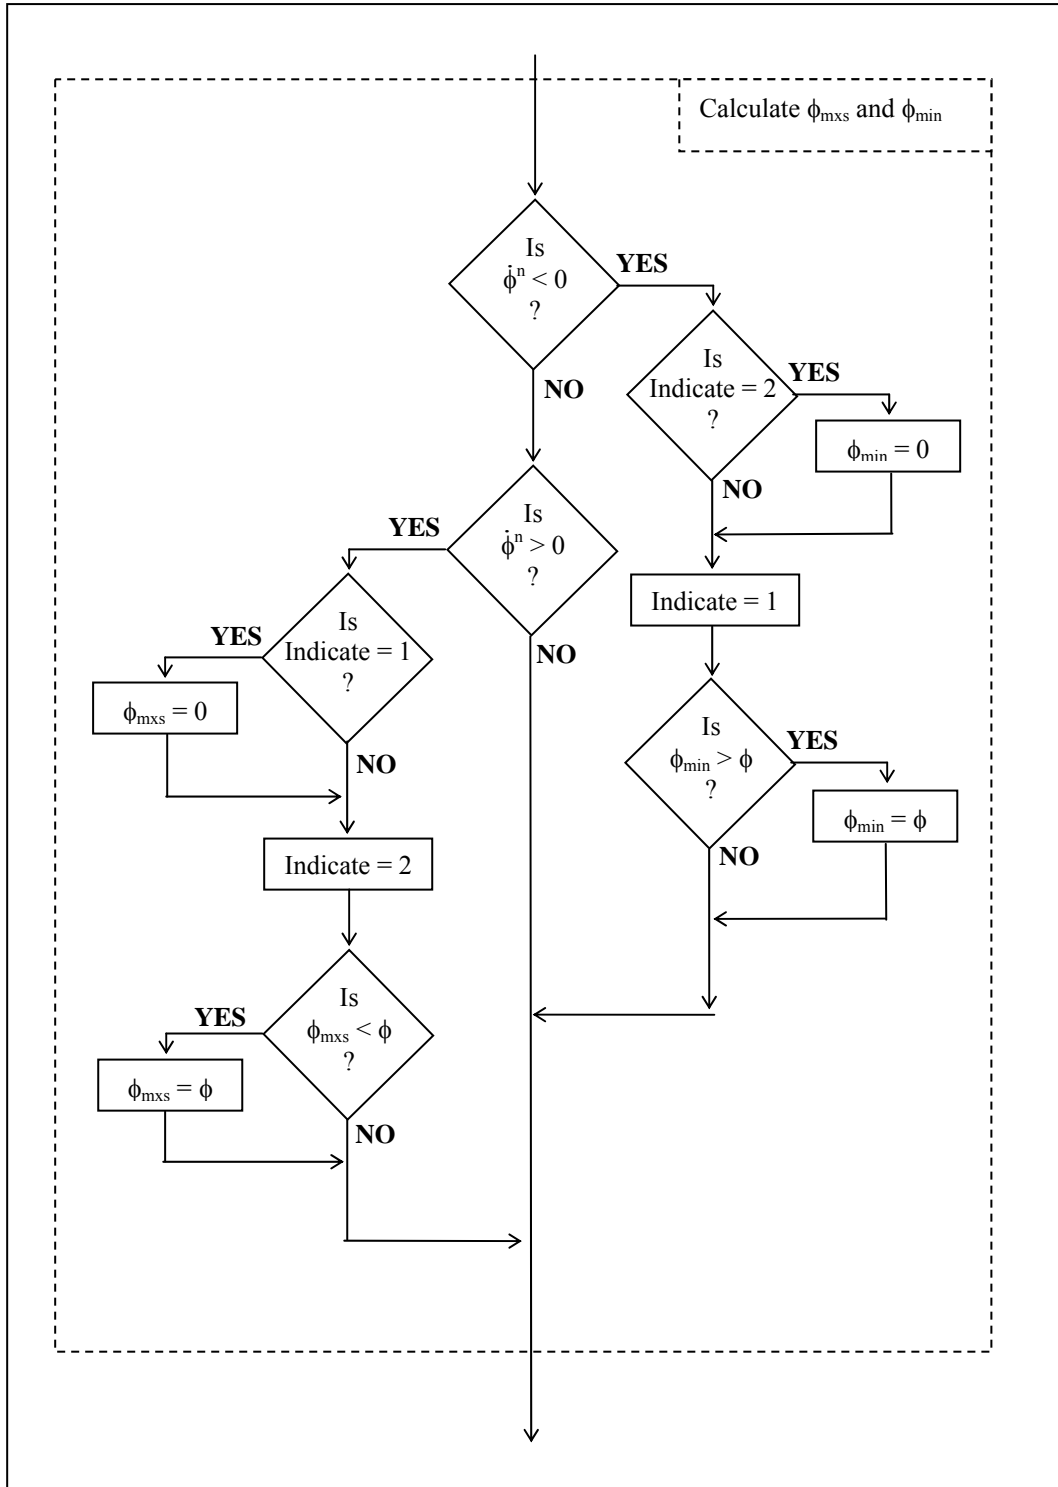 Calculate ϕmxs and ϕmin
Is
ϕ̇ⁿ < 0
?
YES
NO
Is
Indicate = 2
?
YES
ϕmin = 0
NO
Is
ϕ̇ⁿ > 0
?
YES
NO
Indicate = 1
Is
Indicate = 1
?
YES
ϕmxs = 0
NO
Is
ϕmin > ϕ
?
YES
ϕmin = ϕ
NO
Indicate = 2
Is
ϕmxs < ϕ
?
YES
ϕmxs = ϕ
NO